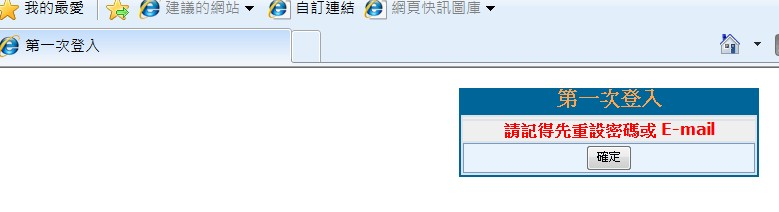 我的最愛 建議的網站 自訂連結 網頁快訊圖庫
第一次登入
第一次登入
請記得先重設密碼或 E-mail
確定